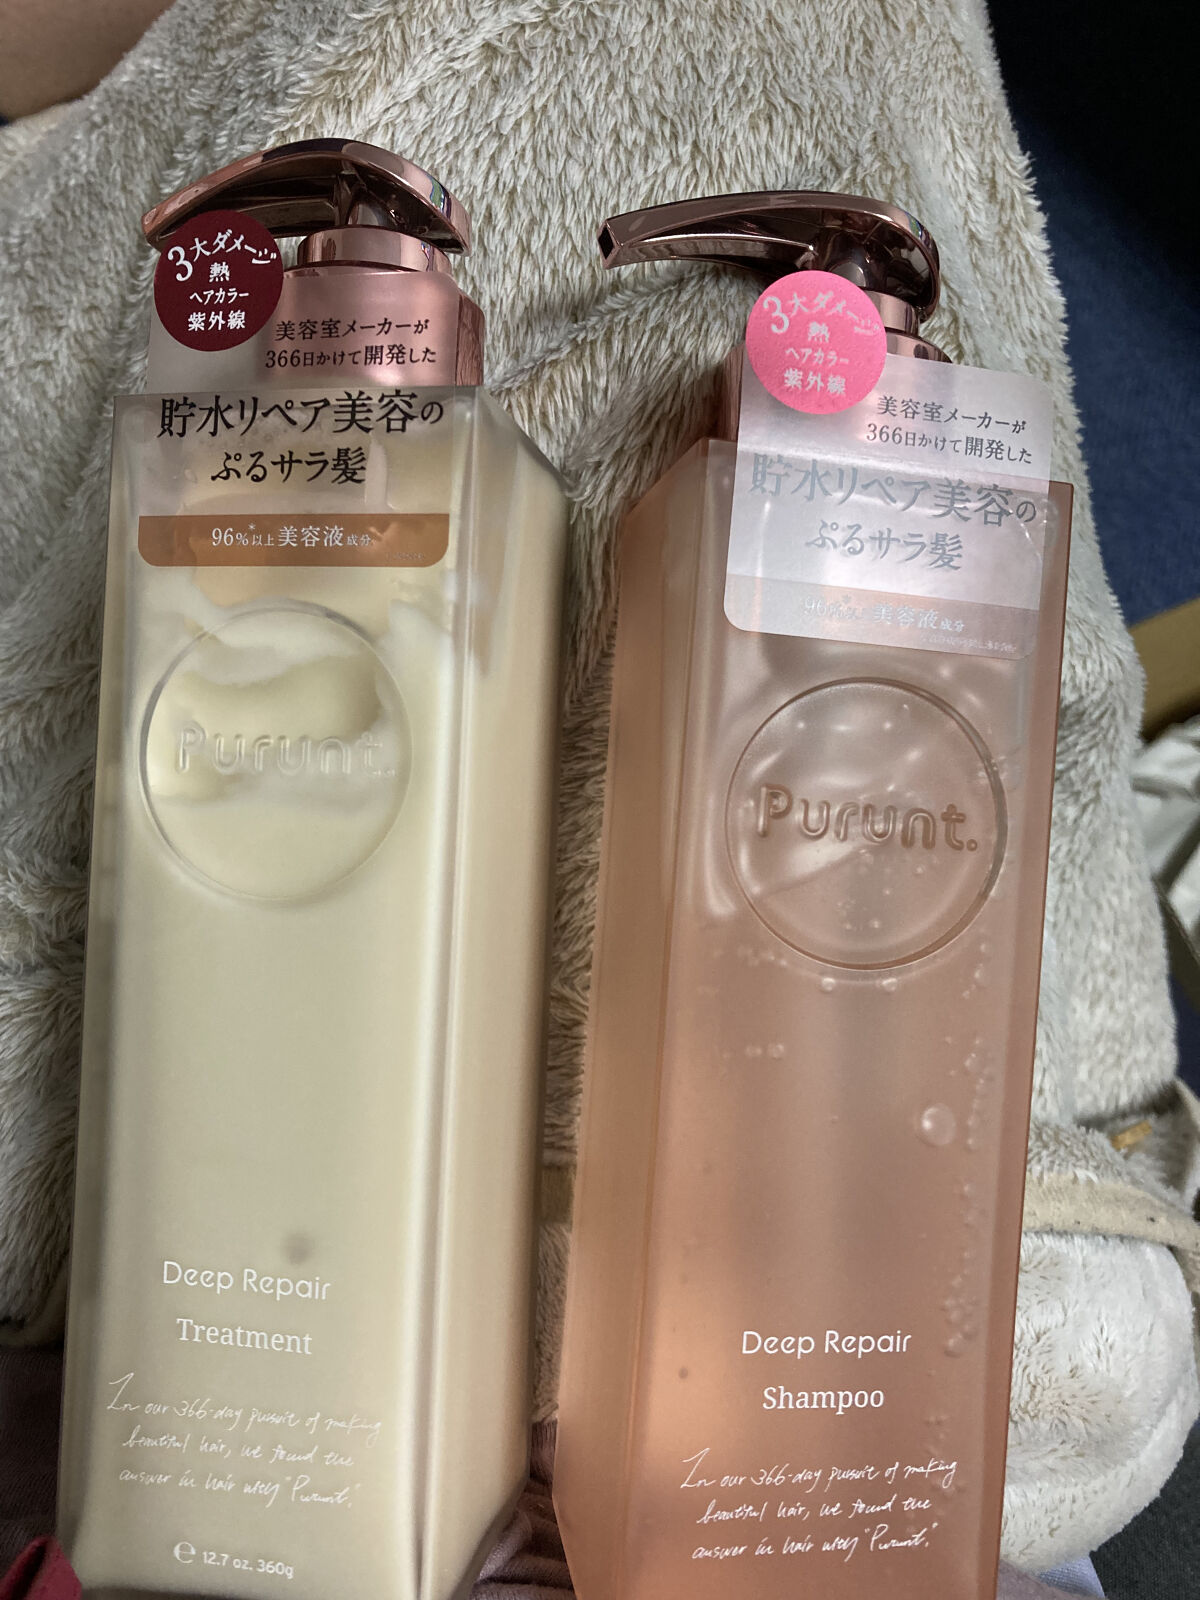 3大ダメージ
熱
ヘアカラー
紫外線
美容室メーカーが
366日かけて開発した
貯水リペア美容の
ぷるサラ髪
96%*以上美容液成分
Purunt.
Deep Repair
Treatment
In our 366-day pursuit of making
beautiful hair, we found the
answer in hair with "Purunt."
℮ 12.7 oz. 360g
3大ダメージ
熱
ヘアカラー
紫外線
美容室メーカーが
366日かけて開発した
貯水リペア美容の
ぷるサラ髪
96%*以上美容液成分
Purunt.
Deep Repair
Shampoo
In our 366-day pursuit of making
beautiful hair, we found the
answer in hair with "Purunt."